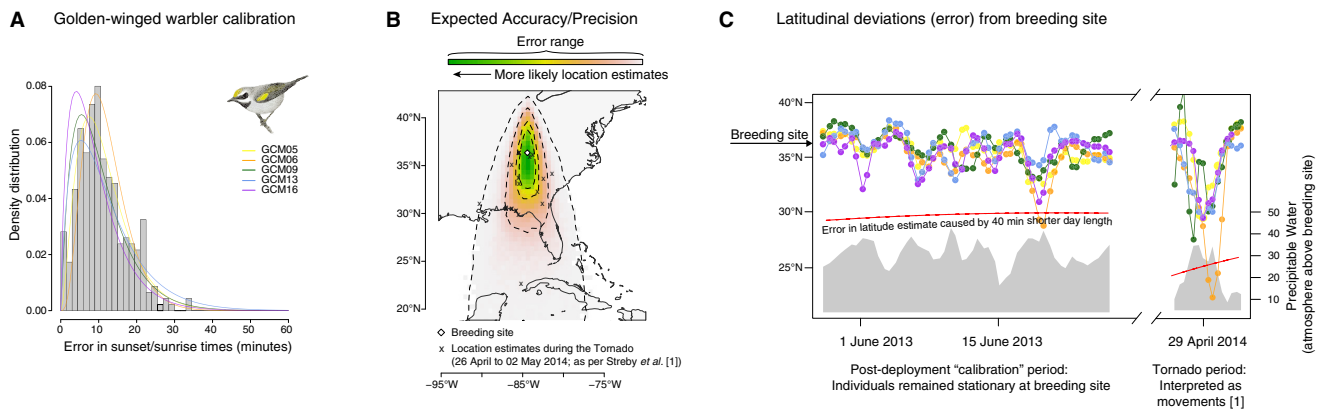 A Golden-winged warbler calibration
Density distribution
0.08
0.06
0.04
0.02
0.00
GCM05
GCM06
GCM09
GCM13
GCM16
0 10 20 30 40 50 60
Error in sunset/sunrise times (minutes)
B Expected Accuracy/Precision
Error range
More likely location estimates
40°N
35°N
30°N
25°N
20°N
Breeding site
x Location estimates during the Tornado
(26 April to 02 May 2014; as per Streby et al. [1])
−95°W −85°W −75°W
C Latitudinal deviations (error) from breeding site
Breeding site
40°N
35°N
30°N
25°N
Error in latitude estimate caused by 40 min shorter day length
50
40
30
20
10
Precipitable Water
(atmosphere above breeding site)
1 June 2013 15 June 2013 29 April 2014
Post-deployment “calibration” period:
Individuals remained stationary at breeding site
Tornado period:
Interpreted as
movements [1]